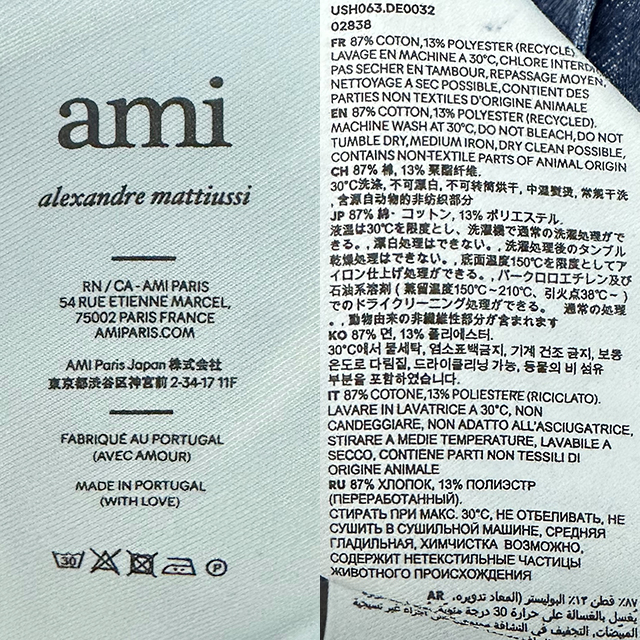 ami
alexandre mattiussi
RN / CA - AMI PARIS
54 RUE ETIENNE MARCEL,
75002 PARIS FRANCE
AMIPARIS.COM
AMI Paris Japan 株式会社
東京都渋谷区神宮前 2-34-17 11F
FABRIQUÉ AU PORTUGAL
(AVEC AMOUR)
MADE IN PORTUGAL
(WITH LOVE)
30
P
USH063.DE0032
02838
FR 87% COTON,13% POLYESTER (RECYCLE)
LAVAGE EN MACHINE A 30°C,CHLORE INTERDIT
PAS SECHER EN TAMBOUR,REPASSAGE MOYEN,
NETTOYAGE A SEC POSSIBLE,CONTIENT DES
PARTIES NON TEXTILES D'ORIGINE ANIMALE
EN 87% COTTON,13% POLYESTER (RECYCLED).
MACHINE WASH AT 30°C,DO NOT BLEACH,DO NOT
TUMBLE DRY,MEDIUM IRON,DRY CLEAN POSSIBLE,
CONTAINS NON-TEXTILE PARTS OF ANIMAL ORIGIN
CH 87% 棉, 13% 聚酯纤维.
30°C洗涤, 不可漂白, 不可转筒烘干, 中温熨烫, 常规干洗
, 含源自动物的非纺织部分
JP 87% 綿・コットン, 13% ポリエステル.
液温は30℃を限度とし、洗濯機で通常の洗濯処理がで
きる。, 漂白処理はできない。, 洗濯処理後のタンブル
乾燥処理はできない。, 底面温度150℃を限度としてア
イロン仕上げ処理ができる。, パークロロエチレン及び
石油系溶剤 ( 蒸留温度150℃~210℃、引火点38℃~ )
でのドライクリーニング処理ができる。 通常の処理
。, 動物由来の非繊維性部分が含まれます
KO 87% 면, 13% 폴리에스터.
30°C에서 물세탁, 염소표백금지, 기계 건조 금지, 보통
온도로 다림질, 드라이클리닝 가능, 동물의 비 섬유
부분을 포함하였습니다.
IT 87% COTONE,13% POLIESTERE (RICICLATO).
LAVARE IN LAVATRICE A 30°C, NON
CANDEGGIARE, NON ADATTO ALL'ASCIUGATRICE,
STIRARE A MEDIE TEMPERATURE, LAVABILE A
SECCO, CONTIENE PARTI NON TESSILI DI
ORIGINE ANIMALE
RU 87% ХЛОПОК, 13% ПОЛИЭСТР
(ПЕРЕРАБОТАННЫЙ).
СТИРАТЬ ПРИ МАКС. 30°C, НЕ ОТБЕЛИВАТЬ, НЕ
СУШИТЬ В СУШИЛЬНОЙ МАШИНЕ, СРЕДНЯЯ
ГЛАДИЛЬНАЯ, ХИМЧИСТКА ВОЗМОЖНО,
СОДЕРЖИТ НЕТЕКСТИЛЬНЫЕ ЧАСТИЦЫ
ЖИВОТНОГО ПРОИСХОЖДЕНИЯ
AR ٨٧٪ قطن ١٣٪ البوليستر (المعاد تدويره.
يغسل بالغسالة على حرارة 30 درجة مئوية,